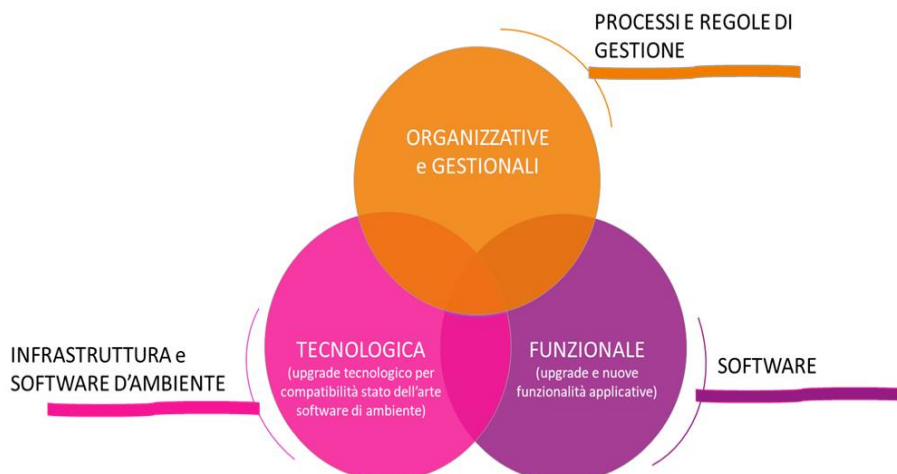 PROCESSI E REGOLE DI
GESTIONE
ORGANIZZATIVE
e GESTIONALI
INFRASTRUTTURA e
SOFTWARE D'AMBIENTE
TECNOLOGICA
(upgrade tecnologico per
compatibilità stato dell'arte
software di ambiente)
FUNZIONALE
(upgrade e nuove
funzionalità applicative)
SOFTWARE